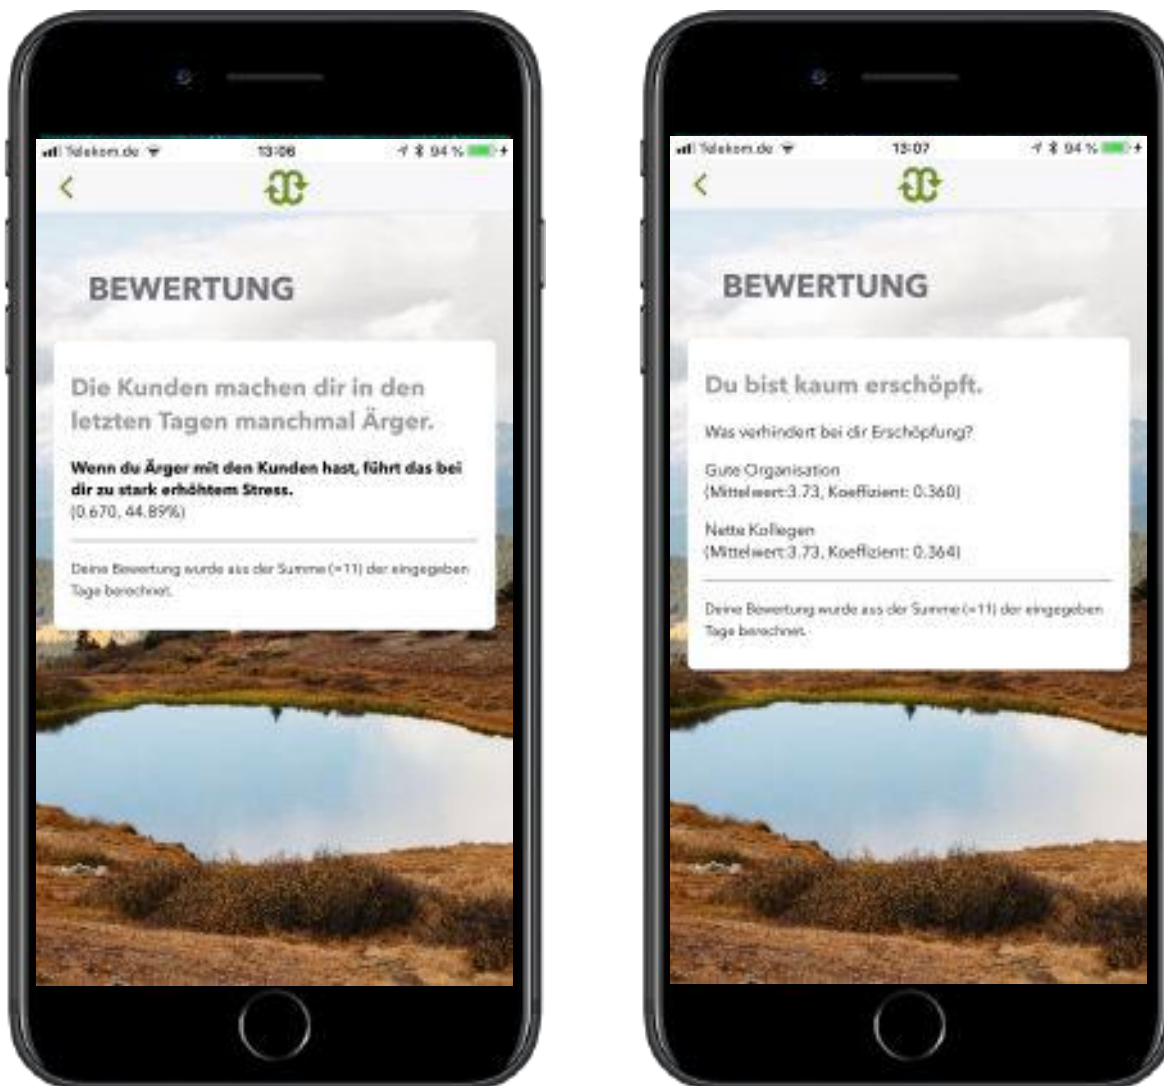 Telekom.de 13:06 94 %
BEWERTUNG
Die Kunden machen dir in den
letzten Tagen manchmal Ärger.
Wenn du Ärger mit den Kunden hast, führt das bei
dir zu stark erhöhtem Stress.
(0.670, 44.89%)
Deine Bewertung wurde aus der Summe (=11) der eingegeben
Tage berechnet.
Telekom.de 13:07 94 %
BEWERTUNG
Du bist kaum erschöpft.
Was verhindert bei dir Erschöpfung?
Gute Organisation
(Mittelwert:3.73, Koeffizient: 0.360)
Nette Kollegen
(Mittelwert:3.73, Koeffizient: 0.364)
Deine Bewertung wurde aus der Summe (=11) der eingegeben
Tage berechnet.